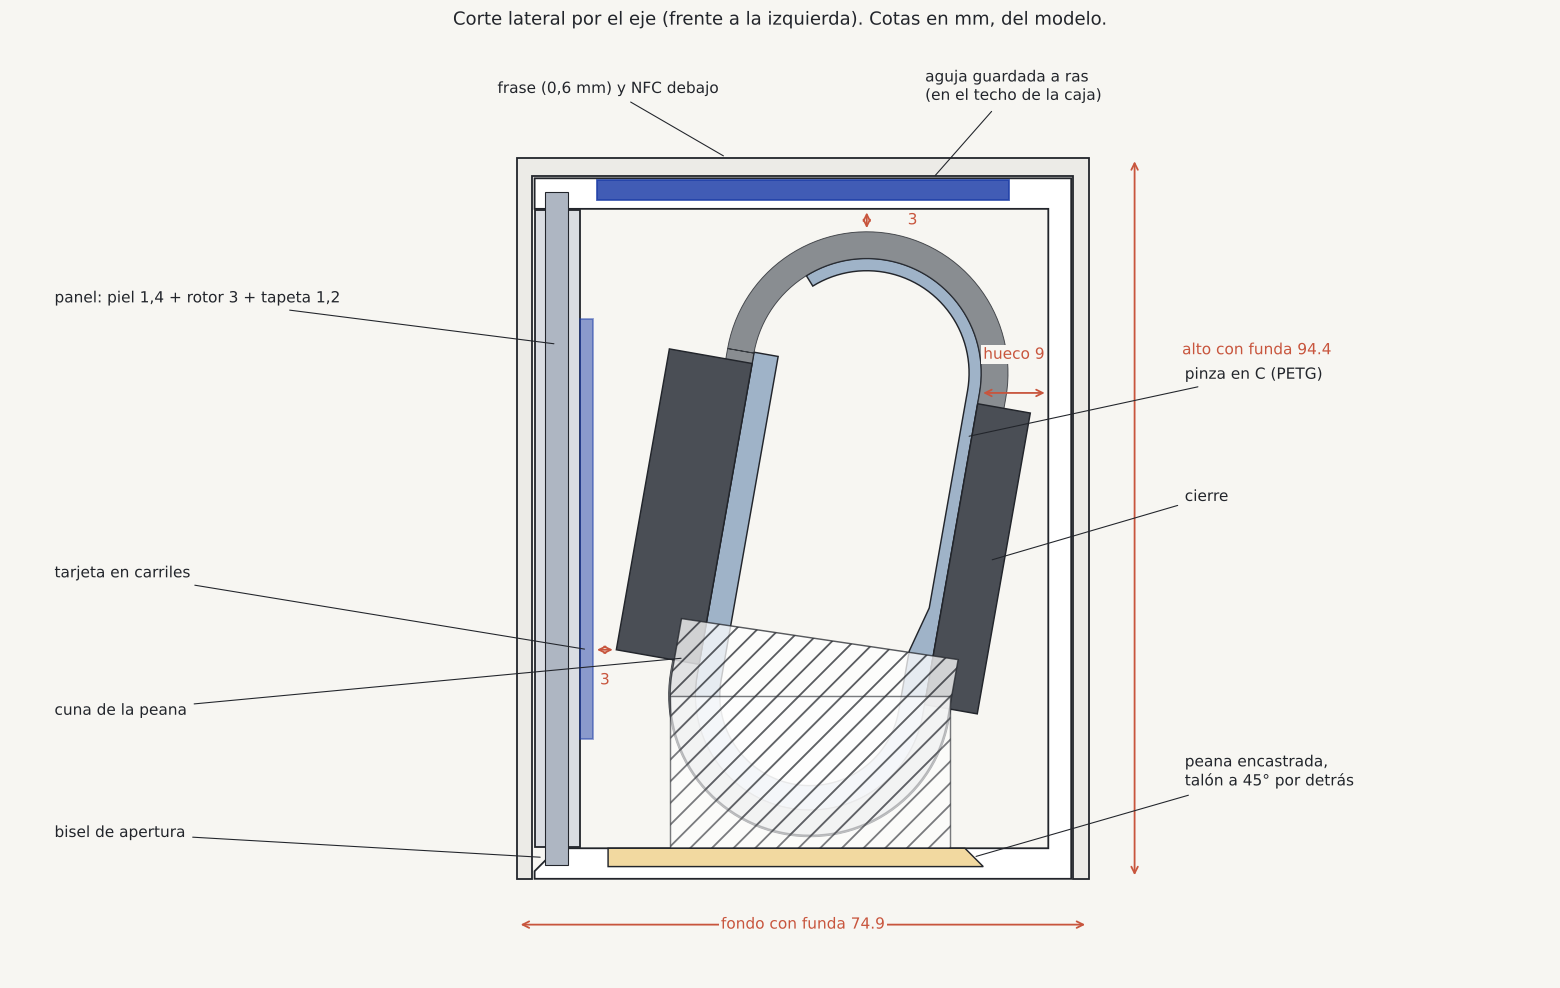 Corte lateral por el eje (frente a la izquierda). Cotas en mm, del modelo.
frase (0,6 mm) y NFC debajo
aguja guardada a ras
(en el techo de la caja)
3
panel: piel 1,4 + rotor 3 + tapeta 1,2
hueco 9
alto con funda 94.4
pinza en C (PETG)
cierre
tarjeta en carriles
3
cuna de la peana
peana encastrada,
talón a 45° por detrás
bisel de apertura
fondo con funda 74.9